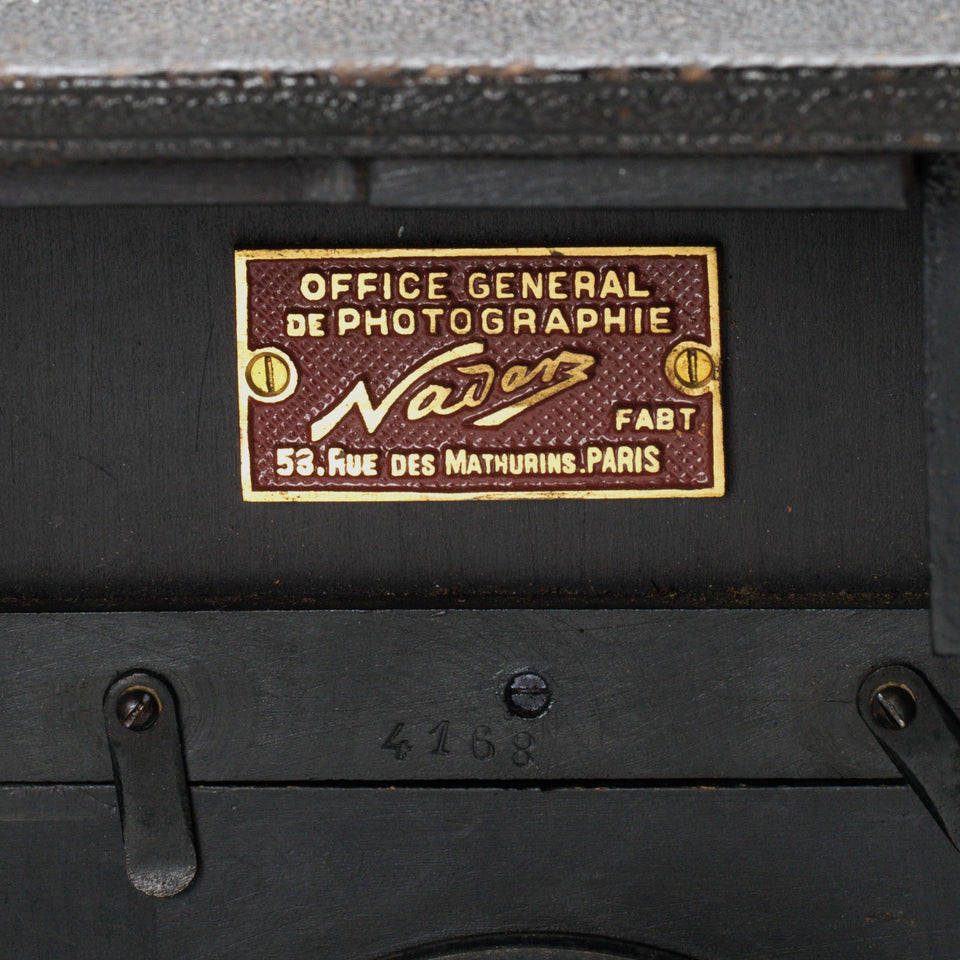 OFFICE GENERAL
DE PHOTOGRAPHIE
Nadar
FABT
53. RUE DES MATHURINS. PARIS
4168